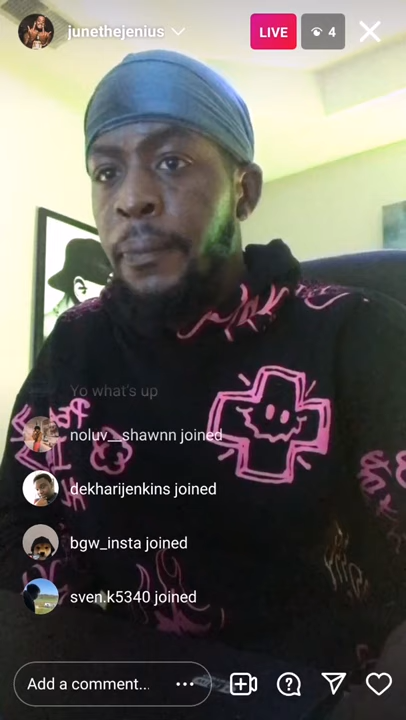 junethejenius
LIVE
4
Yo what's up
noluv__shawnn joined
dekharijenkins joined
bgw_insta joined
sven.k5340 joined
Add a comment...